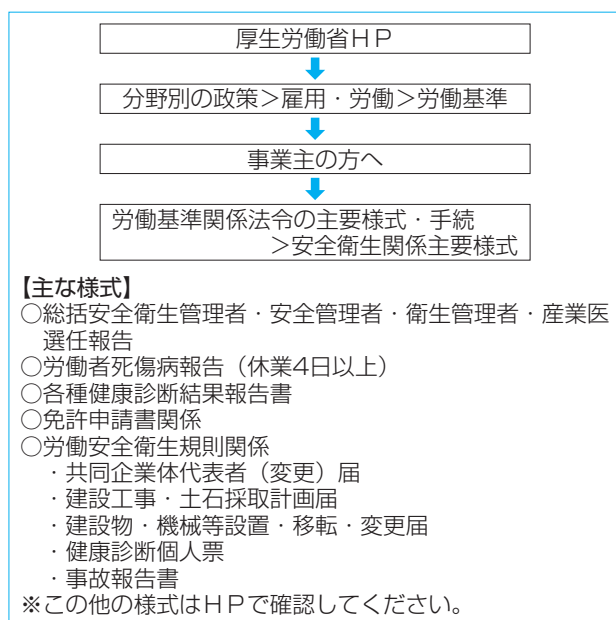 厚生労働省ＨＰ
分野別の政策＞雇用・労働＞労働基準
事業主の方へ
労働基準関係法令の主要様式・手続
＞安全衛生関係主要様式
【主な様式】
○総括安全衛生管理者・安全管理者・衛生管理者・産業医
選任報告
○労働者死傷病報告（休業4日以上）
○各種健康診断結果報告書
○免許申請書関係
○労働安全衛生規則関係
・共同企業体代表者（変更）届
・建設工事・土石採取計画届
・建設物・機械等設置・移転・変更届
・健康診断個人票
・事故報告書
※この他の様式はＨＰで確認してください。